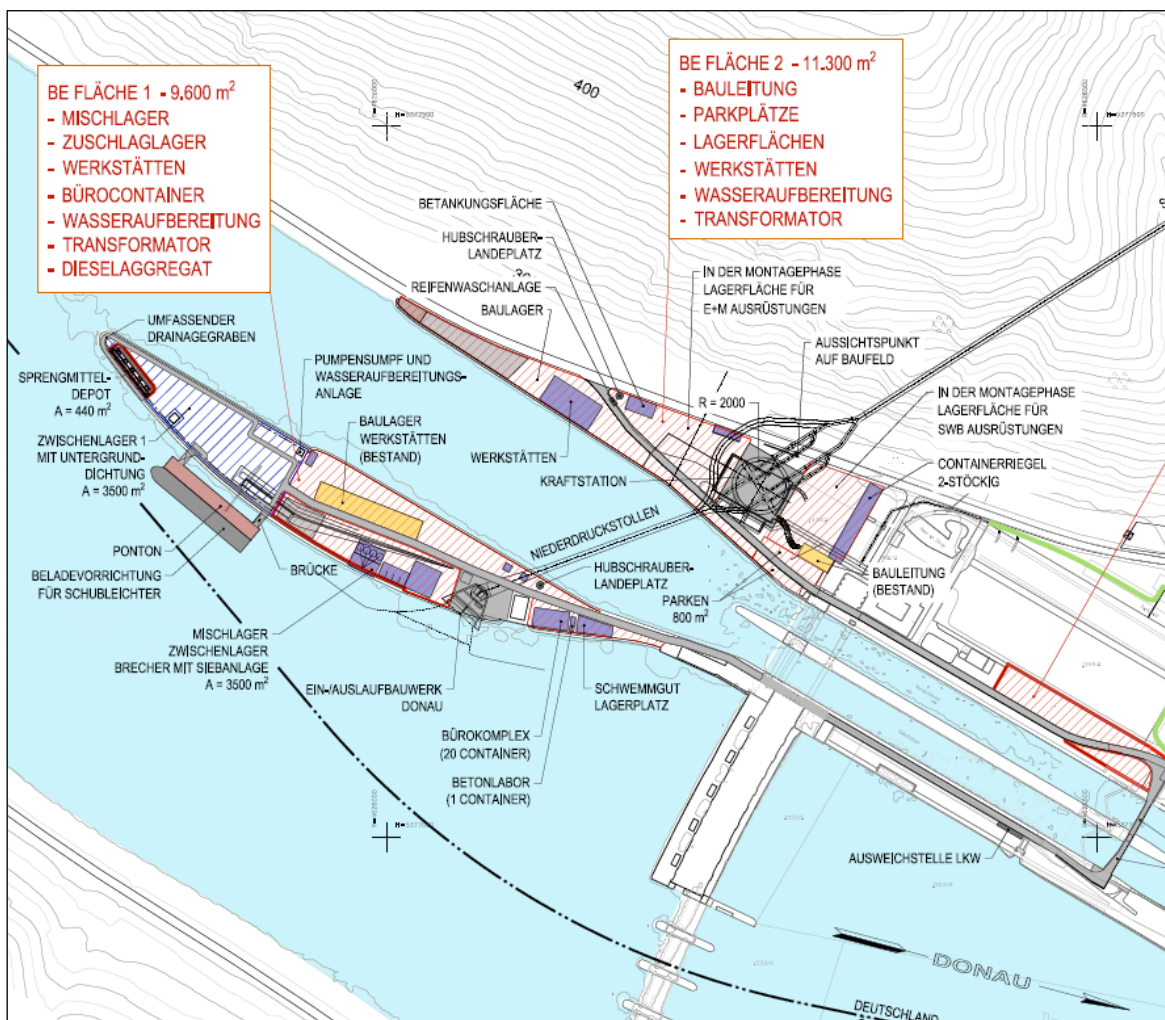 BE FLÄCHE 1 - 9.600 m²
- MISCHLAGER
- ZUSCHLAGLAGER
- WERKSTÄTTEN
- BÜROCONTAINER
- WASSERAUFBEREITUNG
- TRANSFORMATOR
- DIESELAGGREGAT
BE FLÄCHE 2 - 11.300 m²
- BAULEITUNG
- PARKPLÄTZE
- LAGERFLÄCHEN
- WERKSTÄTTEN
- WASSERAUFBEREITUNG
- TRANSFORMATOR
400
BETANKUNGSFLÄCHE
HUBSCHRAUBER-
LANDEPLATZ
REIFENWASCHANLAGE
BAULAGER
IN DER MONTAGEPHASE
LAGERFLÄCHE FÜR
E+M AUSRÜSTUNGEN
AUSSICHTSPUNKT
AUF BAUFELD
R = 2000
IN DER MONTAGEPHASE
LAGERFLÄCHE FÜR
SWB AUSRÜSTUNGEN
CONTAINERRIEGEL
2-STÖCKIG
UMFASSENDER
DRAINAGEGRABEN
SPRENGMITTEL-
DEPOT
A = 440 m²
ZWISCHENLAGER 1
MIT UNTERGRUND-
DICHTUNG
A = 3500 m²
PONTON
BELADEVORRICHTUNG
FÜR SCHUBLEICHTER
PUMPENSUMPF UND
WASSERAUFBEREITUNGS-
ANLAGE
BAULAGER
WERKSTÄTTEN
(BESTAND)
WERKSTÄTTEN
KRAFTSTATION
NIEDERDRUCKSTOLLEN
BRÜCKE
HUBSCHRAUBER-
LANDEPLATZ
PARKEN
800 m²
BAULEITUNG
(BESTAND)
MISCHLAGER
ZWISCHENLAGER
BRECHER MIT SIEBANLAGE
A = 3500 m²
EIN-/AUSLAUFBAUWERK
DONAU
SCHWEMMGUT
LAGERPLATZ
BÜROKOMPLEX
(20 CONTAINER)
BETONLABOR
(1 CONTAINER)
AUSWEICHSTELLE LKW
DONAU
DEUTSCHLAND